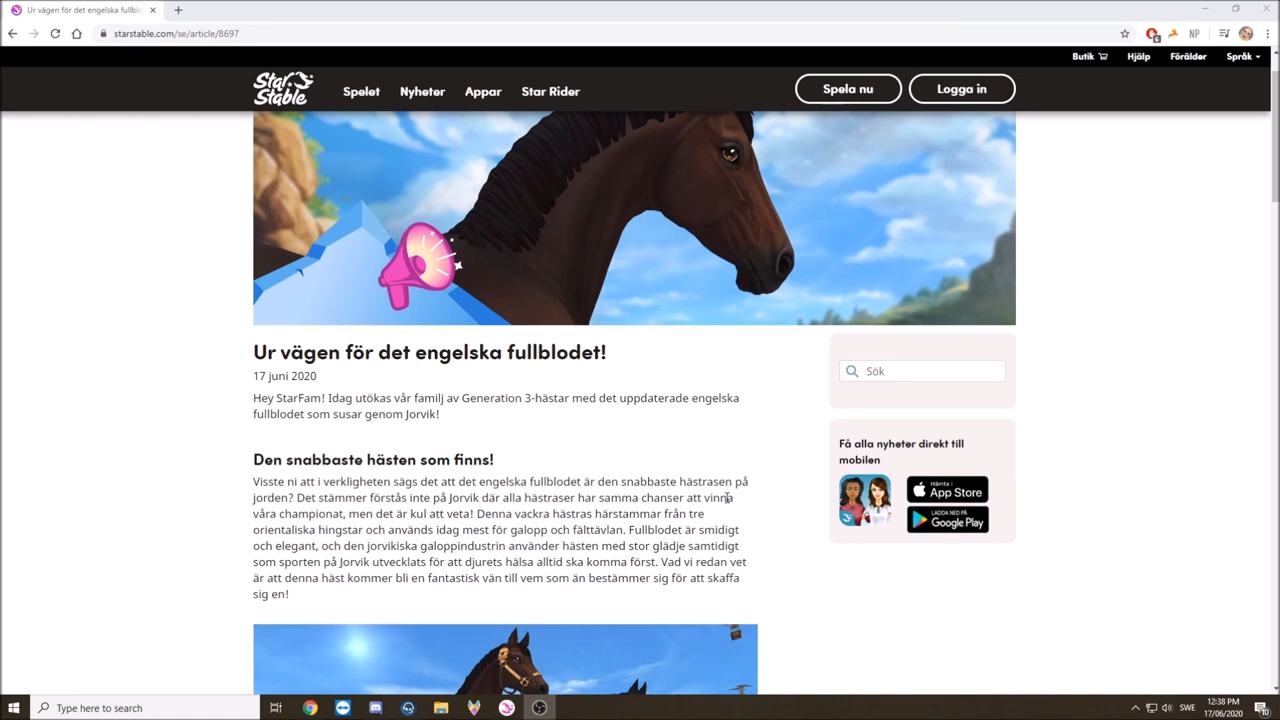 Ur vägen för det engelska fullblo
starstable.com/se/article/8697
6
NP
Butik
Hjälp
Förälder
Språk
Star Stable
Spelet
Nyheter
Appar
Star Rider
Spela nu
Logga in
Ur vägen för det engelska fullblodet!
17 juni 2020
Hey StarFam! Idag utökas vår familj av Generation 3-hästar med det uppdaterade engelska
fullblodet som susar genom Jorvik!
Den snabbaste hästen som finns!
Visste ni att i verkligheten sägs det att det engelska fullblodet är den snabbaste hästrasen på
jorden? Det stämmer förstås inte på Jorvik där alla hästraser har samma chanser att vinna
våra championat, men det är kul att veta! Denna vackra hästras härstammar från tre
orientaliska hingstar och används idag mest för galopp och fälttävlan. Fullblodet är smidigt
och elegant, och den jorvikiska galoppindustrin använder hästen med stor glädje samtidigt
som sporten på Jorvik utvecklats för att djurets hälsa alltid ska komma först. Vad vi redan vet
är att denna häst kommer bli en fantastisk vän till vem som än bestämmer sig för att skaffa
sig en!
Sök
Få alla nyheter direkt till
mobilen
Hämta i
App Store
LADDA NED PÅ
Google Play
Type here to search
SWE
12:38 PM
17/06/2020
10